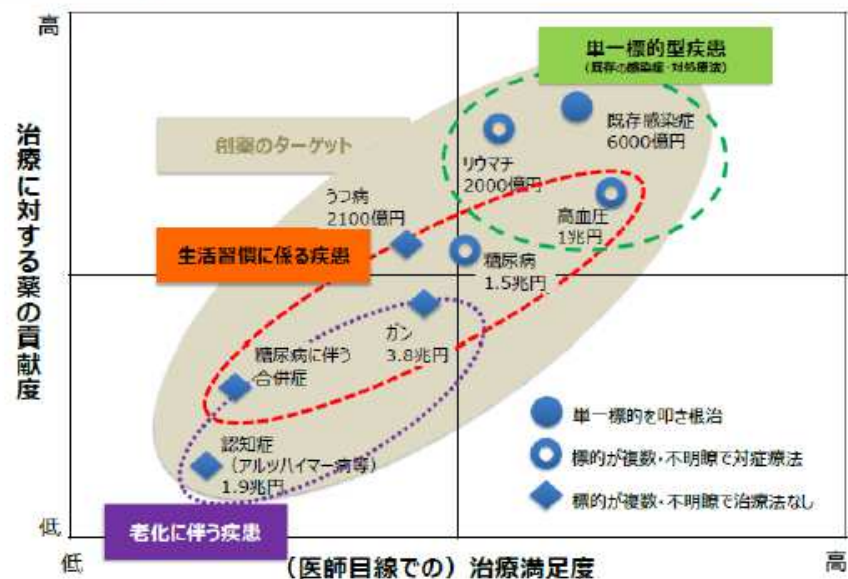 高
単一標的型疾患
(既存の感染症・対処療法)
治療に対する薬の貢献度
創薬のターゲット
既存感染症
6000億円
リウマチ
2000億円
うつ病
2100億円
高血圧
1兆円
生活習慣に係る疾患
糖尿病
1.5兆円
ガン
3.8兆円
糖尿病に伴う
合併症
単一標的を叩き根治
認知症
(アルツハイマー病等)
1.9兆円
標的が複数・不明瞭で対症療法
標的が複数・不明瞭で治療法なし
老化に伴う疾患
低
低
(医師目線での)治療満足度
高